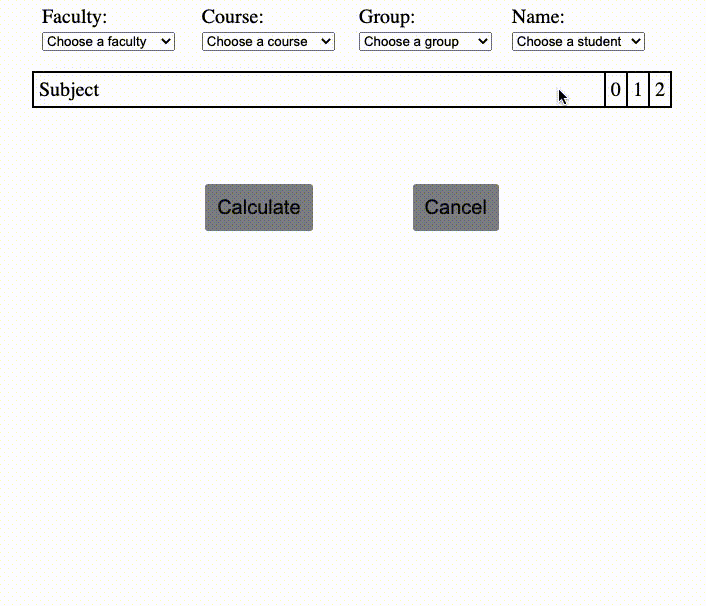 Faculty: Course: Group: Name:
Choose a faculty Choose a course Choose a group Choose a student
Subject 0 1 2
Calculate Cancel